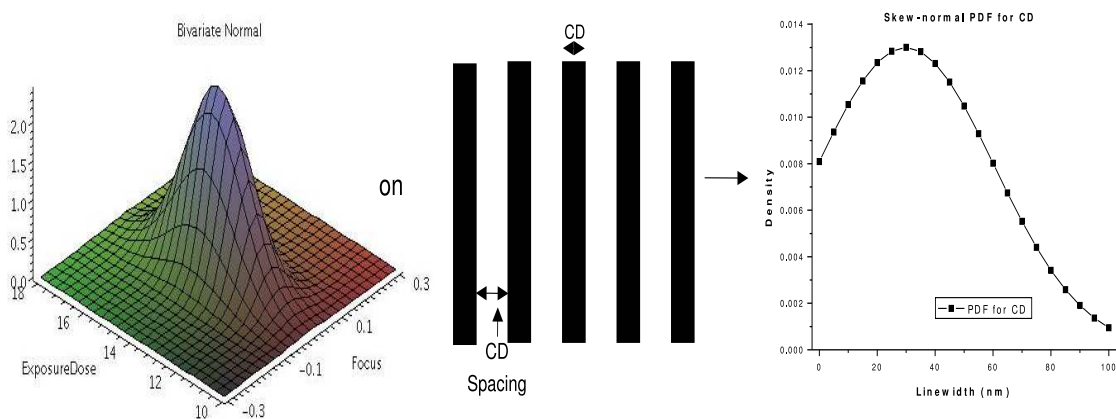 Bivariate Normal
2.0
1.5
1.0
0.5
0.0
18
16
14
12
10
ExposureDose
-0.3
-0.1
0.1
0.3
Focus
on
CD
CD
Spacing
Skew-normal PDF for CD
0.014
0.012
0.010
0.008
0.006
0.004
0.002
0.000
Density
PDF for CD
0 20 40 60 80 100
Linewidth (nm)